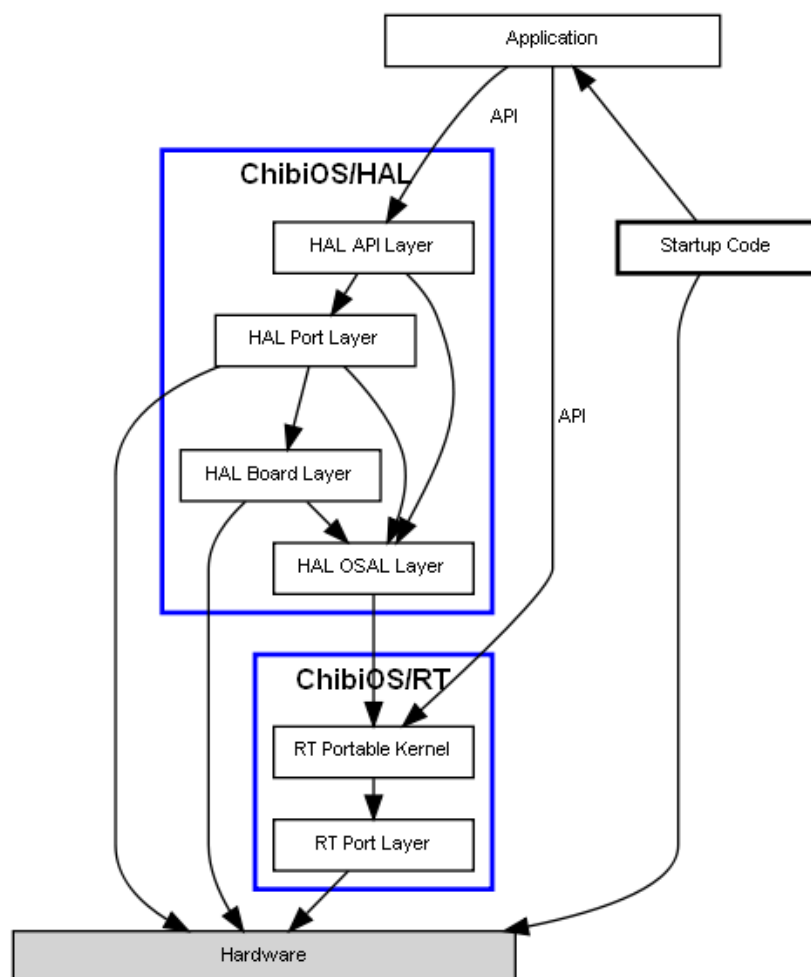 Application
API
ChibiOS/HAL
HAL API Layer
Startup Code
HAL Port Layer
API
HAL Board Layer
HAL OSAL Layer
ChibiOS/RT
RT Portable Kernel
RT Port Layer
Hardware